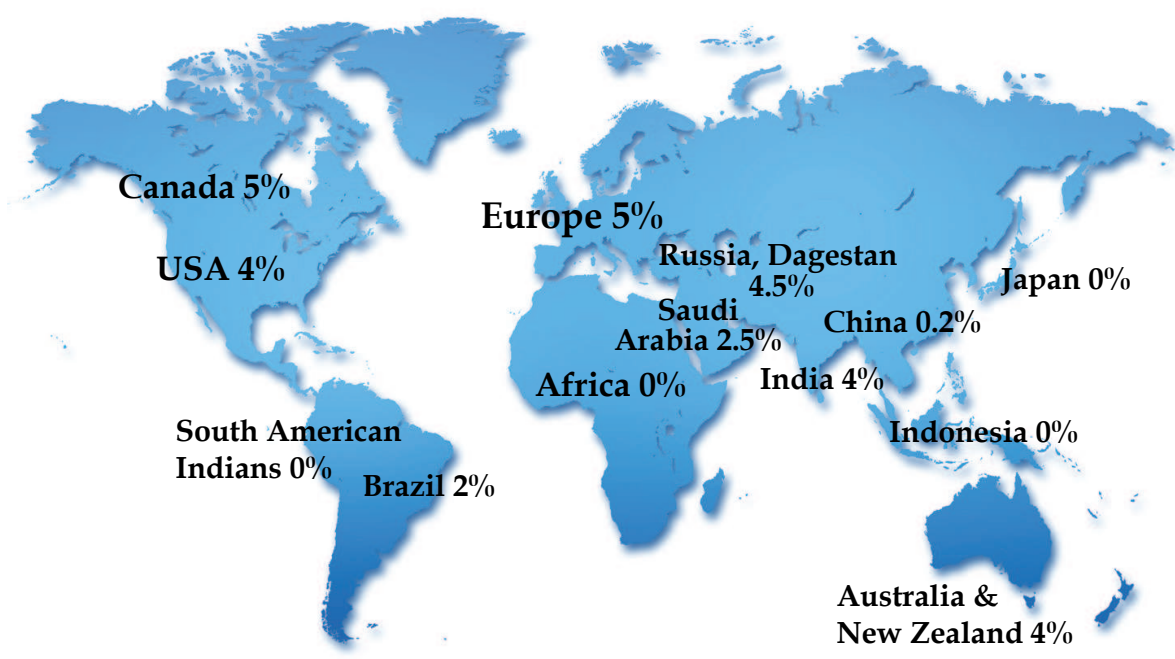 Canada 5%
USA 4%
Europe 5%
Russia, Dagestan
4.5%
Saudi
Arabia 2.5%
Japan 0%
China 0.2%
India 4%
Africa 0%
South American
Indians 0%
Brazil 2%
Indonesia 0%
Australia &
New Zealand 4%